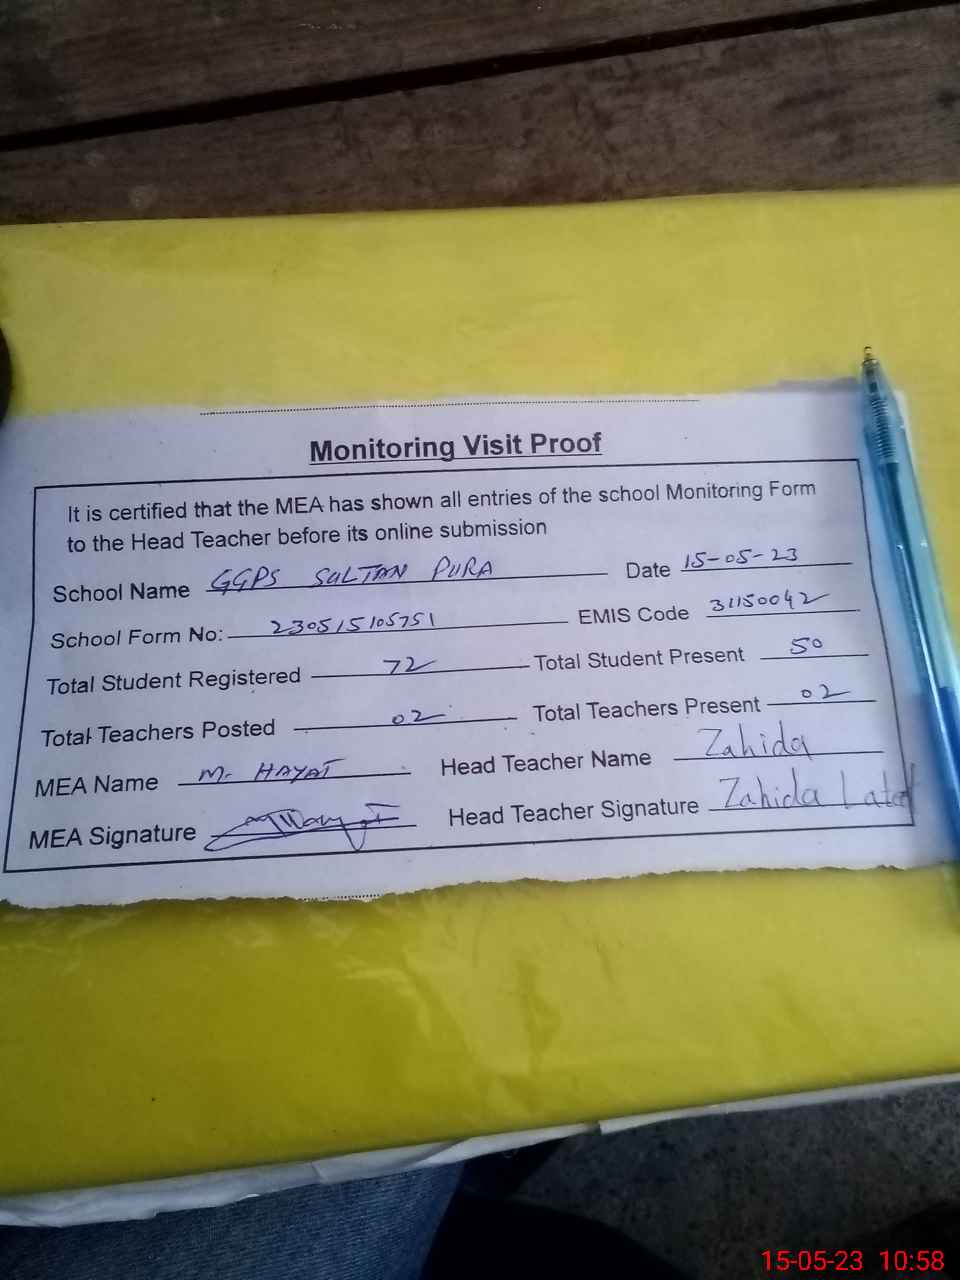 Monitoring Visit Proof
It is certified that the MEA has shown all entries of the school Monitoring Form
to the Head Teacher before its online submission
School Name GGPS SULTAN PURA Date 15-05-23
School Form No: 230515105751 EMIS Code 31150042
Total Student Registered 72 Total Student Present 50
Total Teachers Posted 02 Total Teachers Present 02
MEA Name M. HAYAT Head Teacher Name Zahida
MEA Signature Head Teacher Signature Zahida
15-05-23 10:58